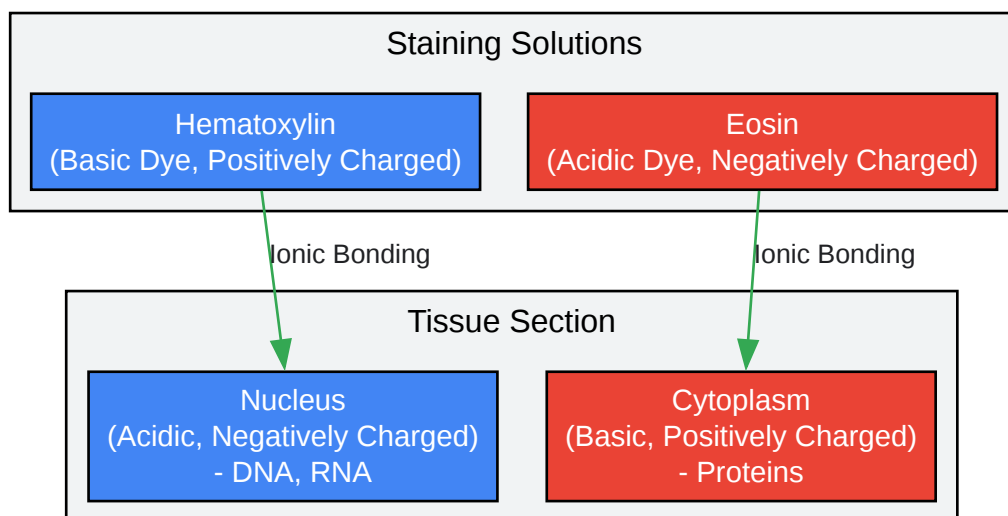 Staining Solutions
Hematoxylin
(Basic Dye, Positively Charged)
Eosin
(Acidic Dye, Negatively Charged)
Ionic Bonding
Ionic Bonding
Tissue Section
Nucleus
(Acidic, Negatively Charged)
- DNA, RNA
Cytoplasm
(Basic, Positively Charged)
- Proteins